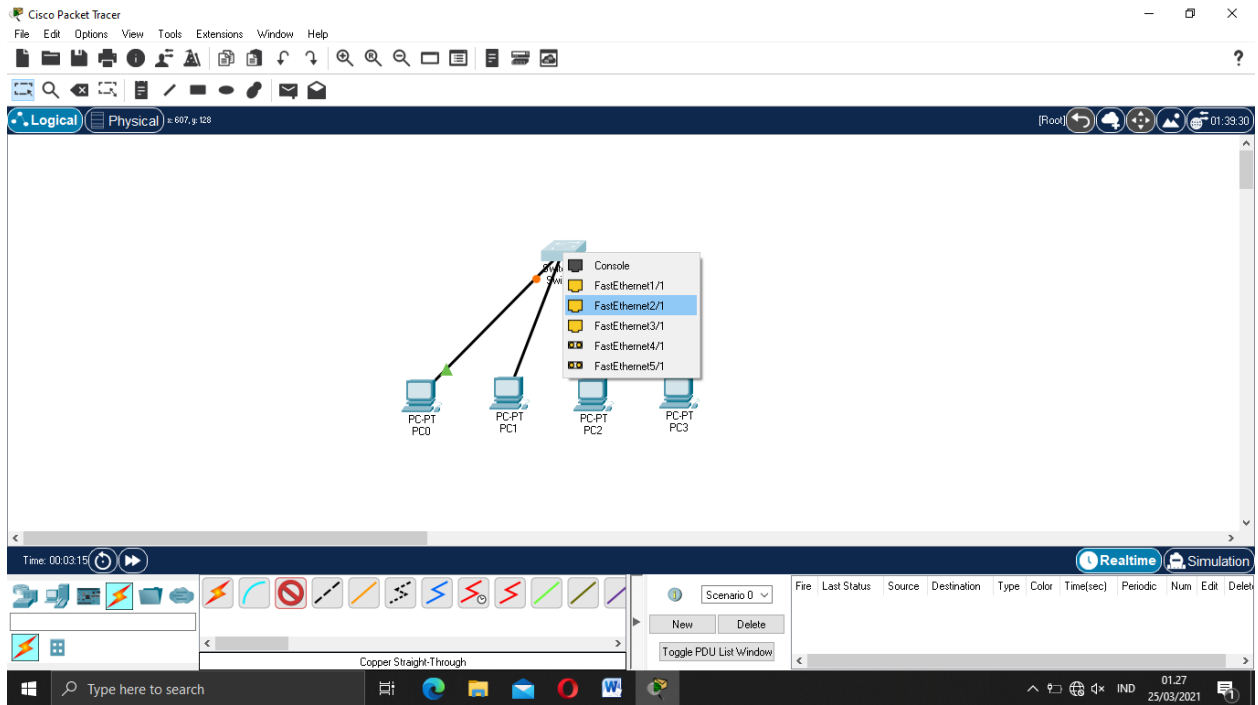 Cisco Packet Tracer
File Edit Options View Tools Extensions Window Help
?
Logical Physical x: 607, y: 128 [Root] 01:39:30
Console
FastEthernet1/1
FastEthernet2/1
FastEthernet3/1
FastEthernet4/1
FastEthernet5/1
PC-PT
PC0
PC-PT
PC1
PC-PT
PC2
PC-PT
PC3
Time: 00:03:15 Realtime Simulation
Scenario 0
New Delete
Toggle PDU List Window
Fire Last Status Source Destination Type Color Time(sec) Periodic Num Edit
Copper Straight-Through
Type here to search
IND
01.27
25/03/2021
1